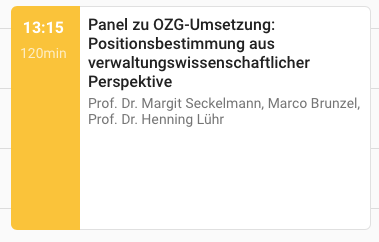 13:15
120min
Panel zu OZG-Umsetzung:
Positionsbestimmung aus
verwaltungswissenschaftlicher
Perspektive
Prof. Dr. Margit Seckelmann, Marco Brunzel,
Prof. Dr. Henning Lühr